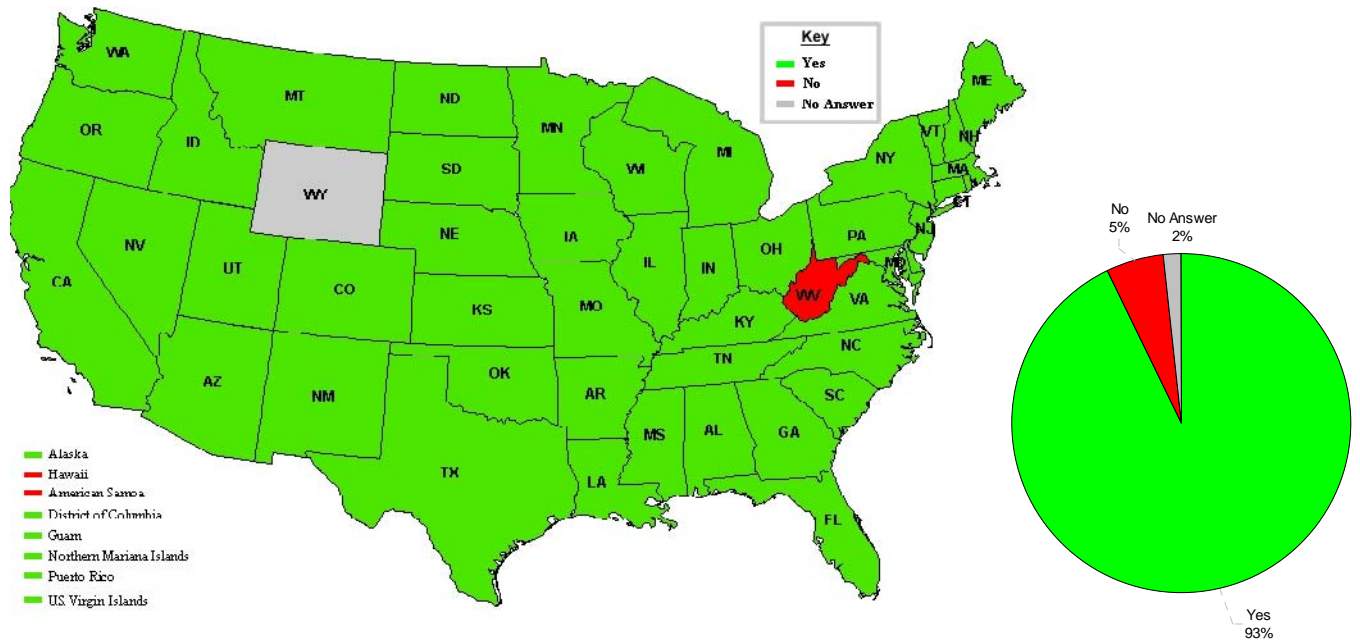 WA
MT
ND
MN
OR
ID
SD
WI
MI
WY
NE
IA
NV
UT
CO
CA
KS
MO
IL
IN
OH
PA
NY
VT
NH
ME
MA
CT
NJ
MD
WV
VA
KY
NC
TN
AZ
NM
OK
AR
SC
MS
AL
GA
TX
LA
FL
Key
Yes
No
No Answer
Alaska
Hawaii
American Samoa
District of Columbia
Guam
Northern Mariana Islands
Puerto Rico
U.S. Virgin Islands
No
5%
No Answer
2%
Yes
93%